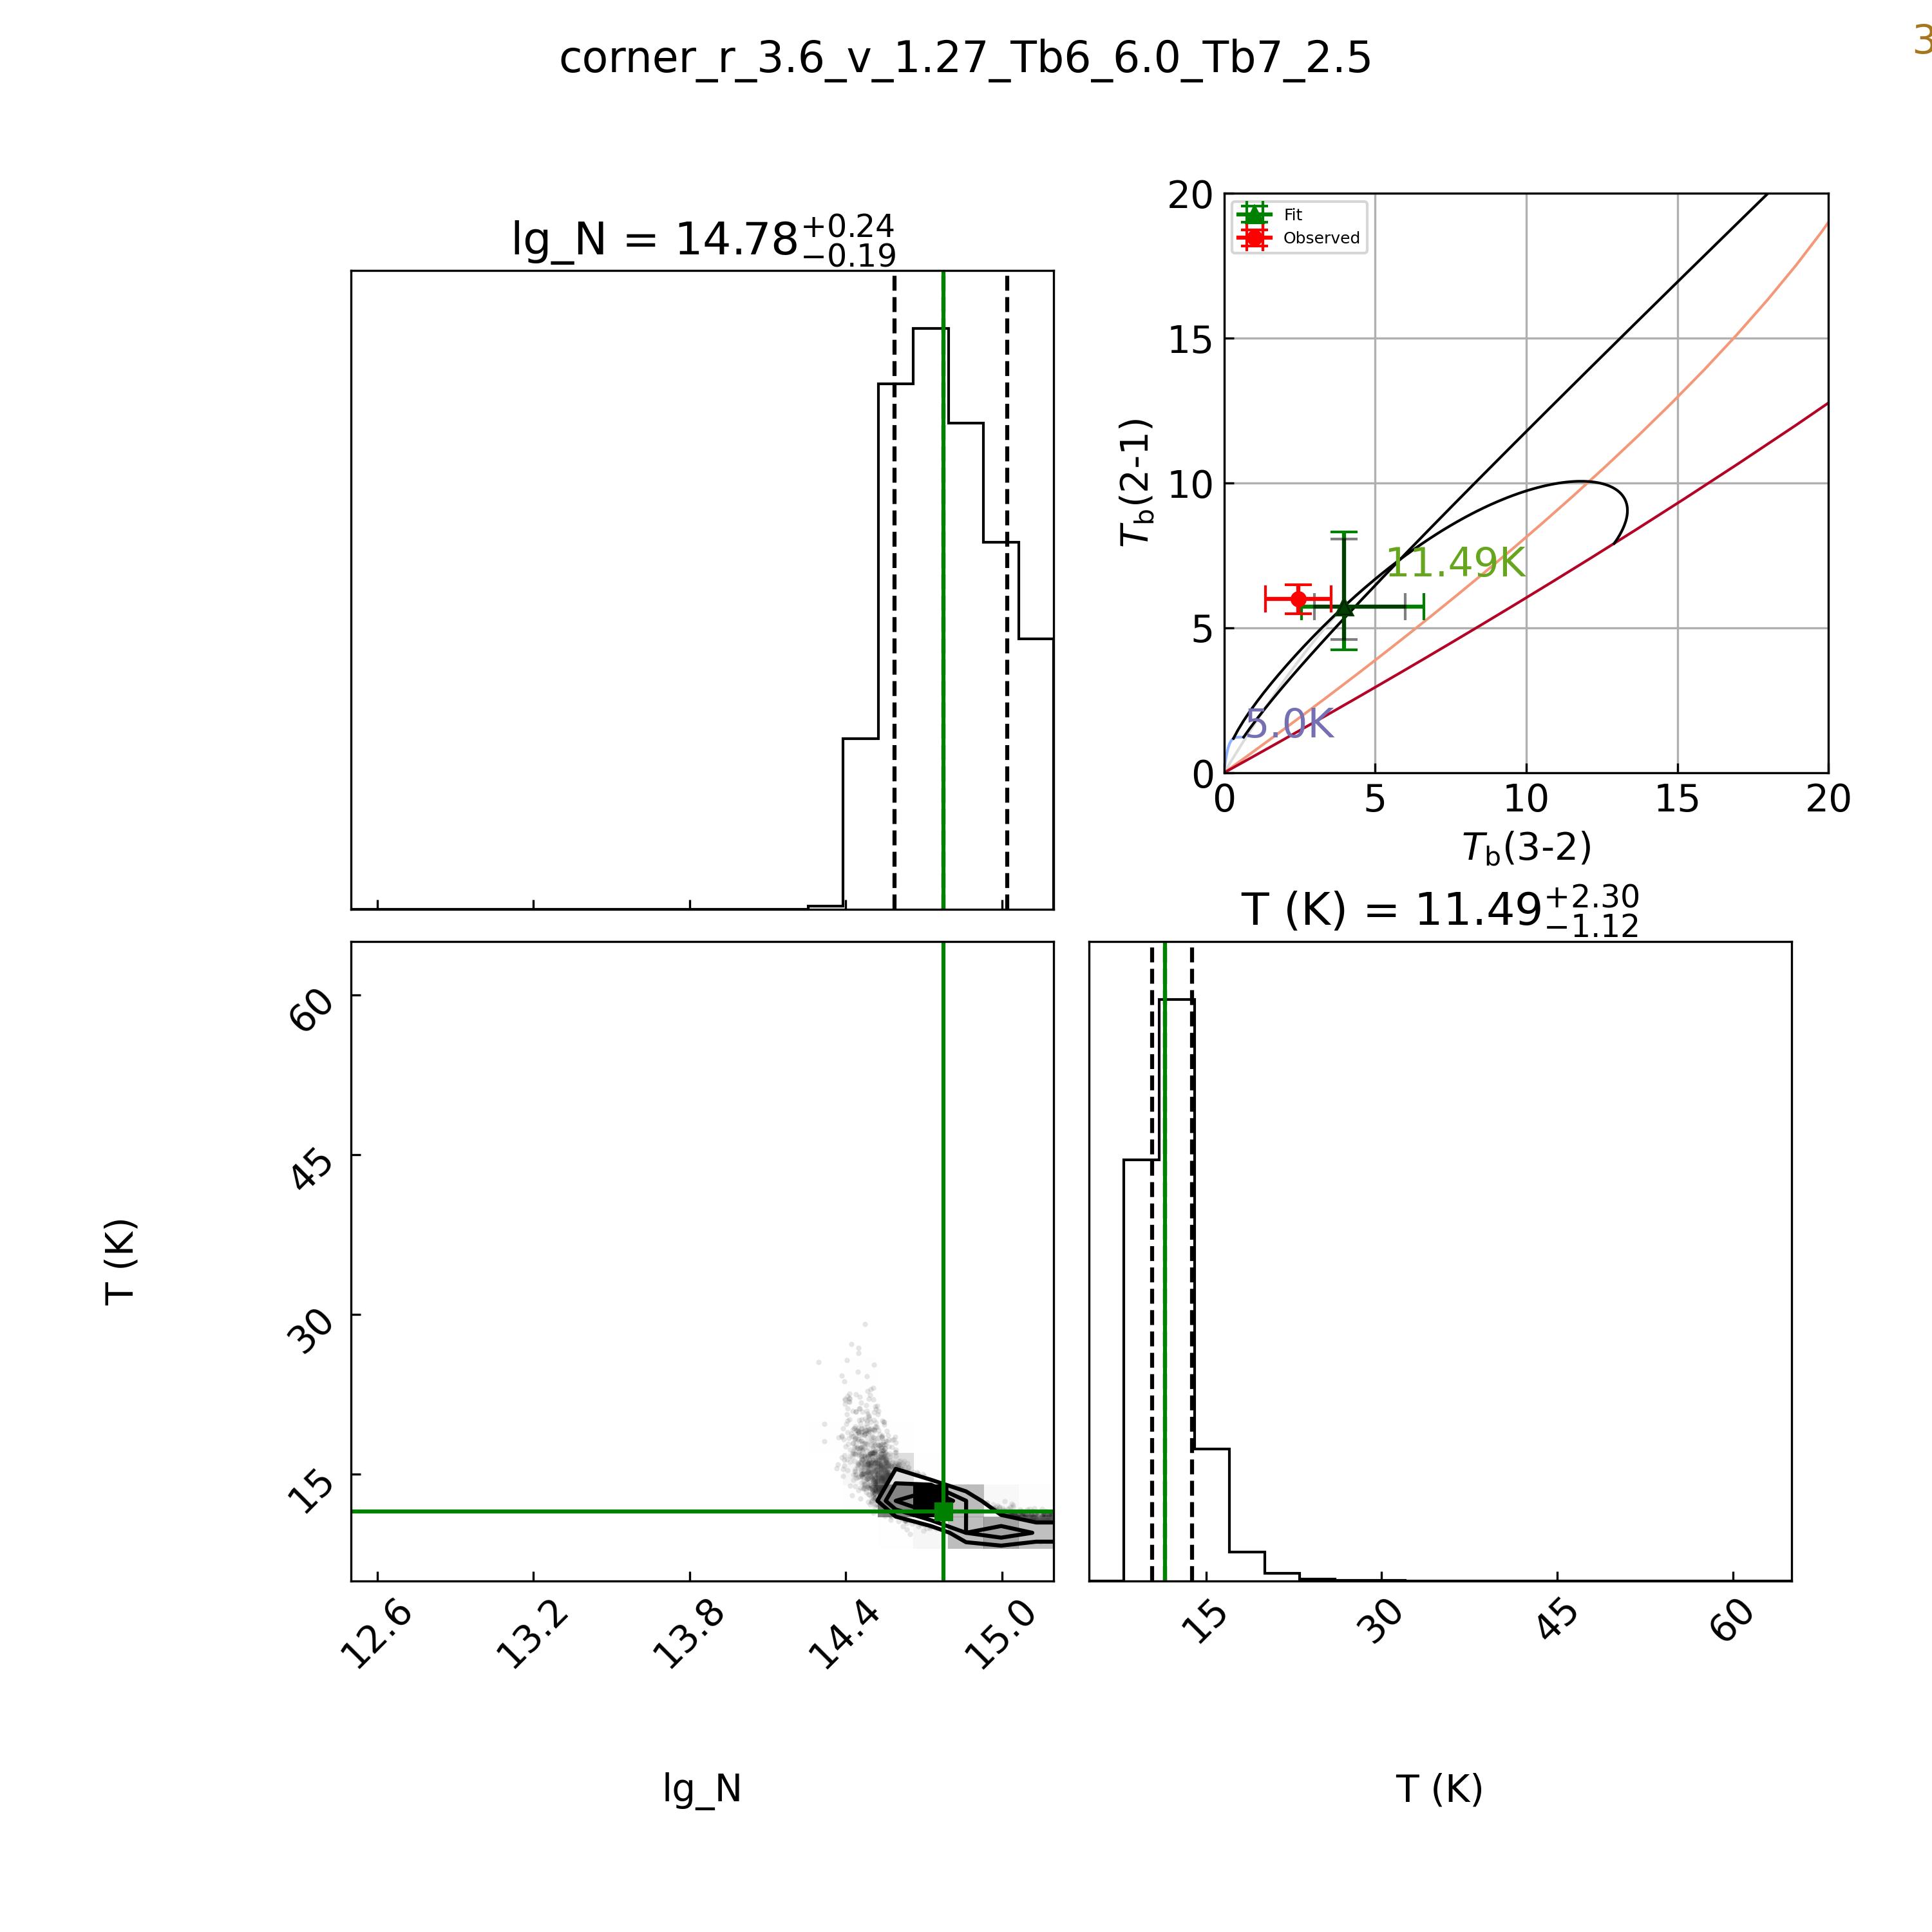 corner_r_3.6_v_1.27_Tb6_6.0_Tb7_2.5
3
lg_N = 14.78+0.24−0.19
20
15
10
5
0
Fit
Observed
Tb(2-1)
11.49K
5.0K
0 5 10 15 20
Tb(3-2)
T (K) = 11.49+2.30−1.12
60
45
30
15
T (K)
12.6 13.2 13.8 14.4 15.0
15 30 45 60
lg_N
T (K)